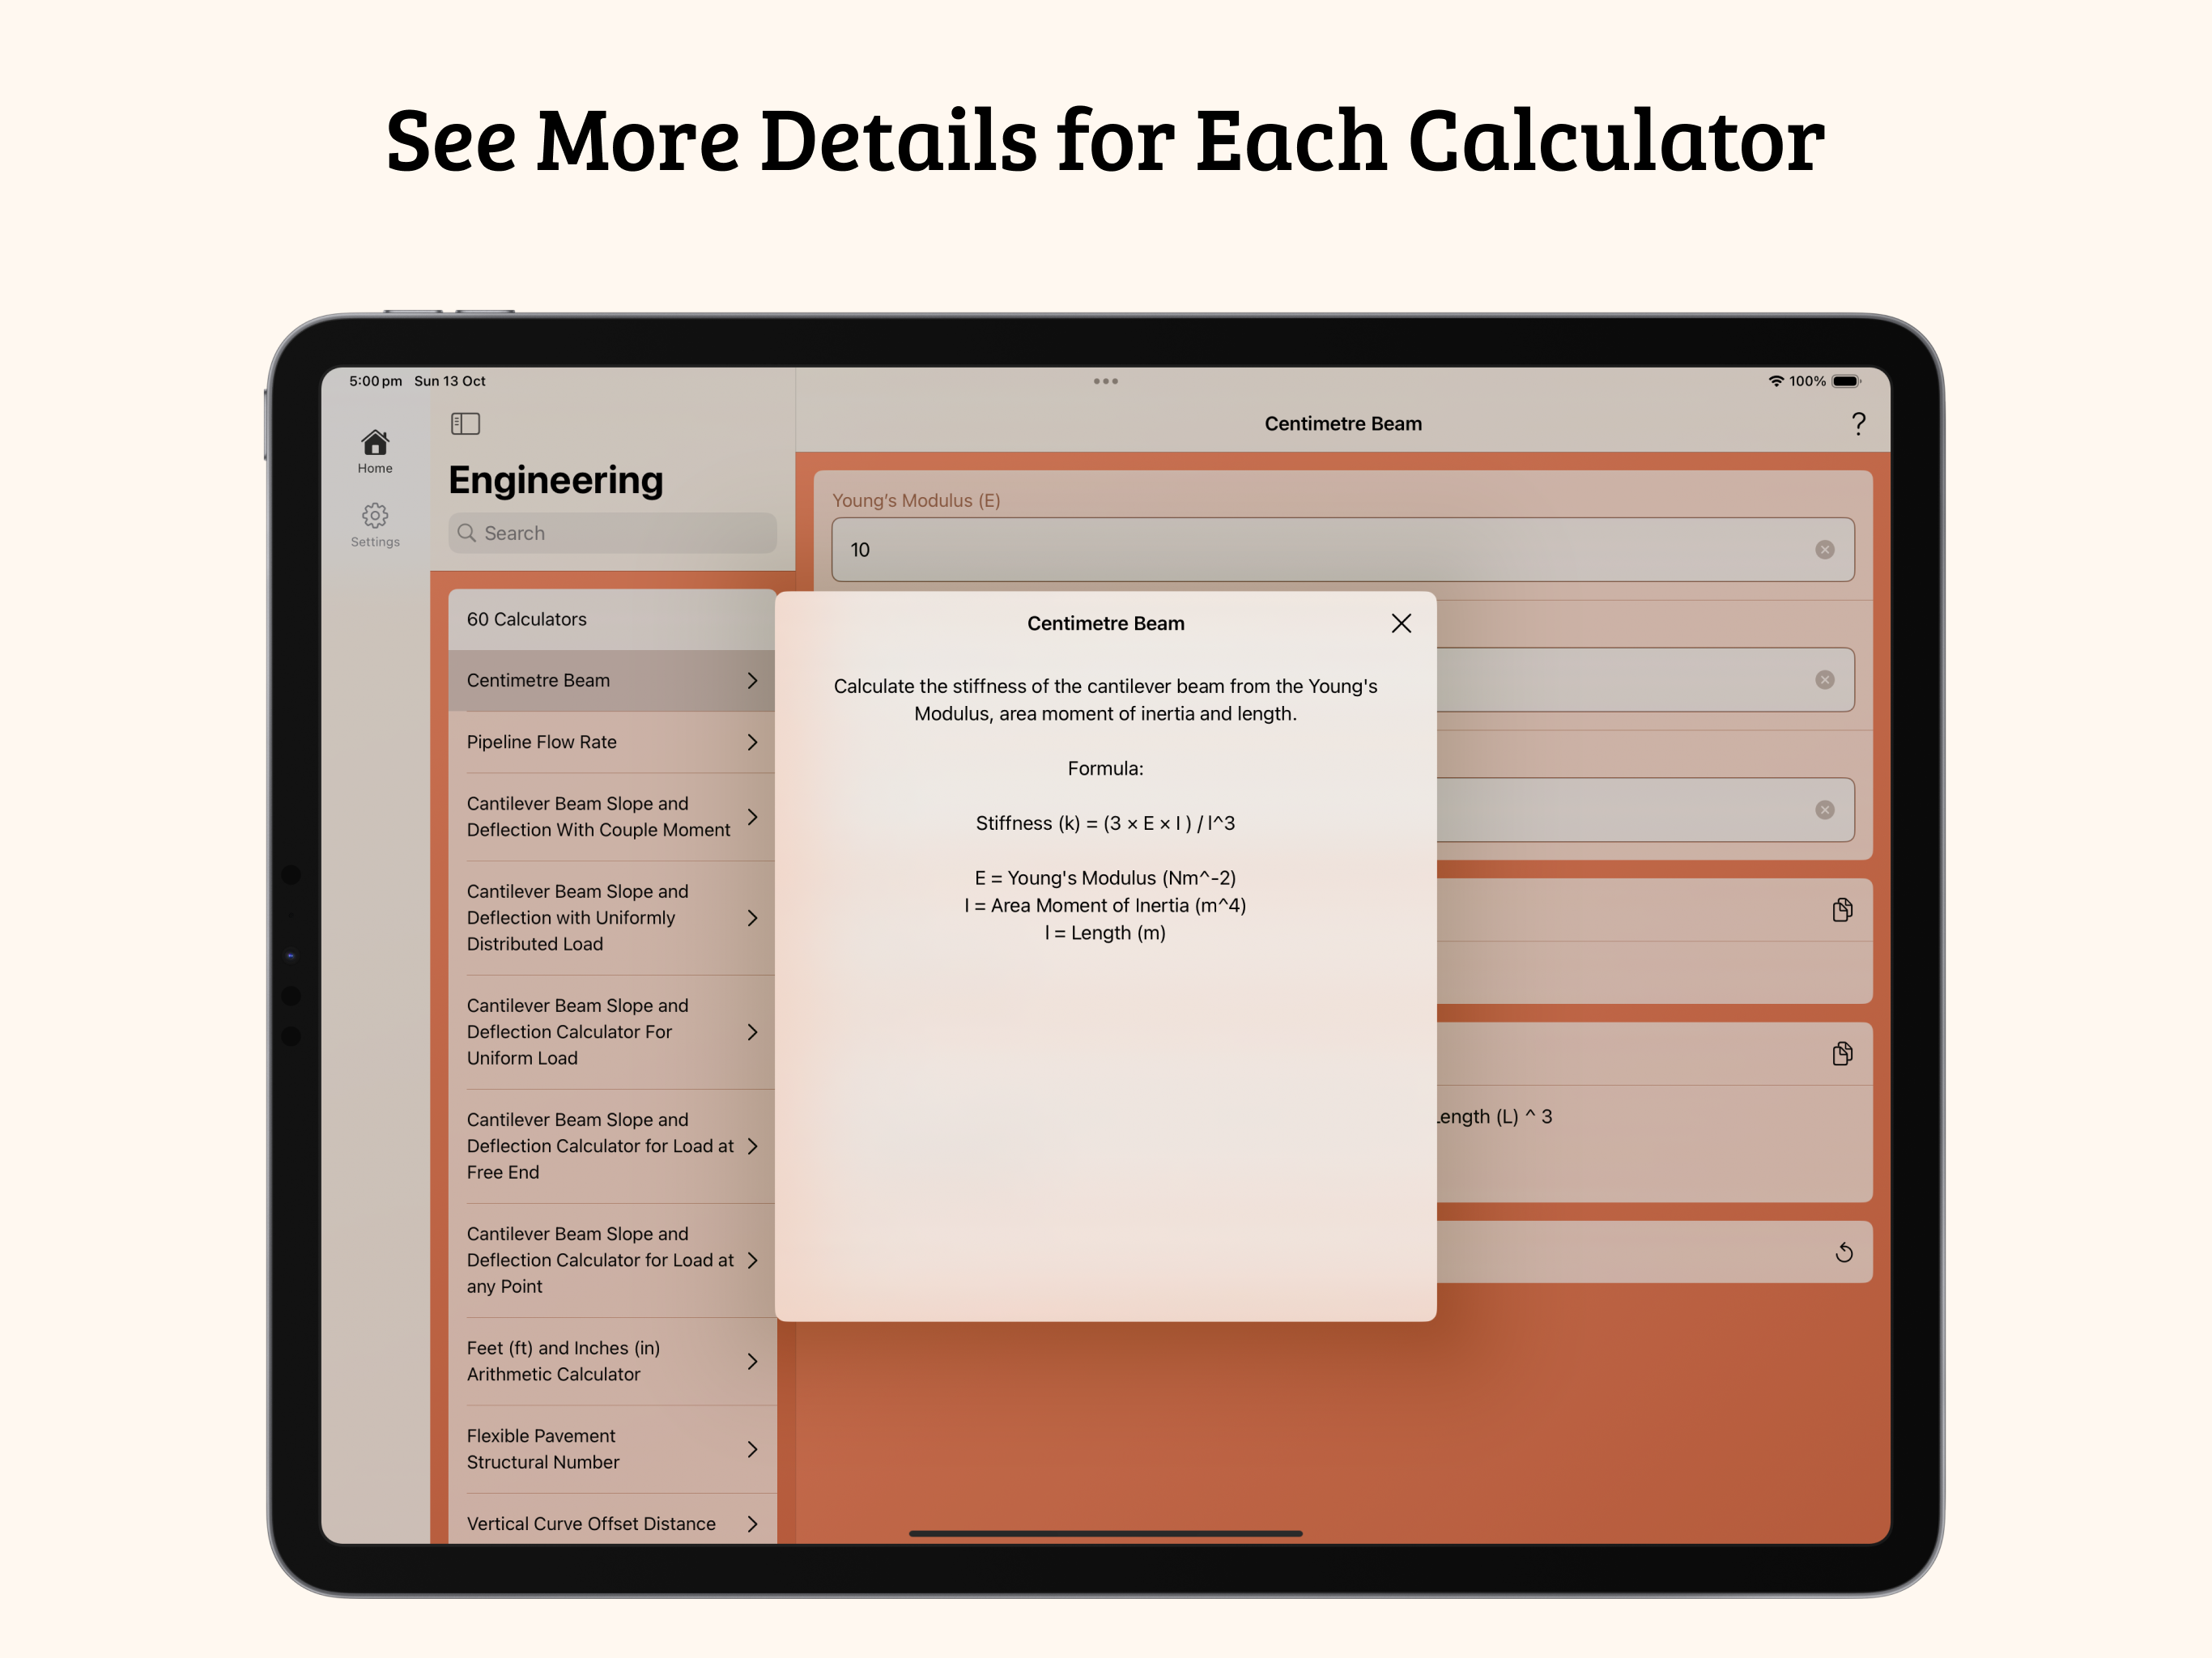 See More Details for Each Calculator
5:00 pm Sun 13 Oct
100%
Home
Settings
Engineering
Search
60 Calculators
Centimetre Beam
Pipeline Flow Rate
Cantilever Beam Slope and
Deflection With Couple Moment
Cantilever Beam Slope and
Deflection with Uniformly
Distributed Load
Cantilever Beam Slope and
Deflection Calculator For
Uniform Load
Cantilever Beam Slope and
Deflection Calculator for Load at
Free End
Cantilever Beam Slope and
Deflection Calculator for Load at
any Point
Feet (ft) and Inches (in)
Arithmetic Calculator
Flexible Pavement
Structural Number
Vertical Curve Offset Distance
Centimetre Beam
?
Young's Modulus (E)
10
Length (L) ^ 3
Centimetre Beam
Calculate the stiffness of the cantilever beam from the Young's
Modulus, area moment of inertia and length.
Formula:
Stiffness (k) = (3 × E × I ) / l^3
E = Young's Modulus (Nm^-2)
I = Area Moment of Inertia (m^4)
l = Length (m)